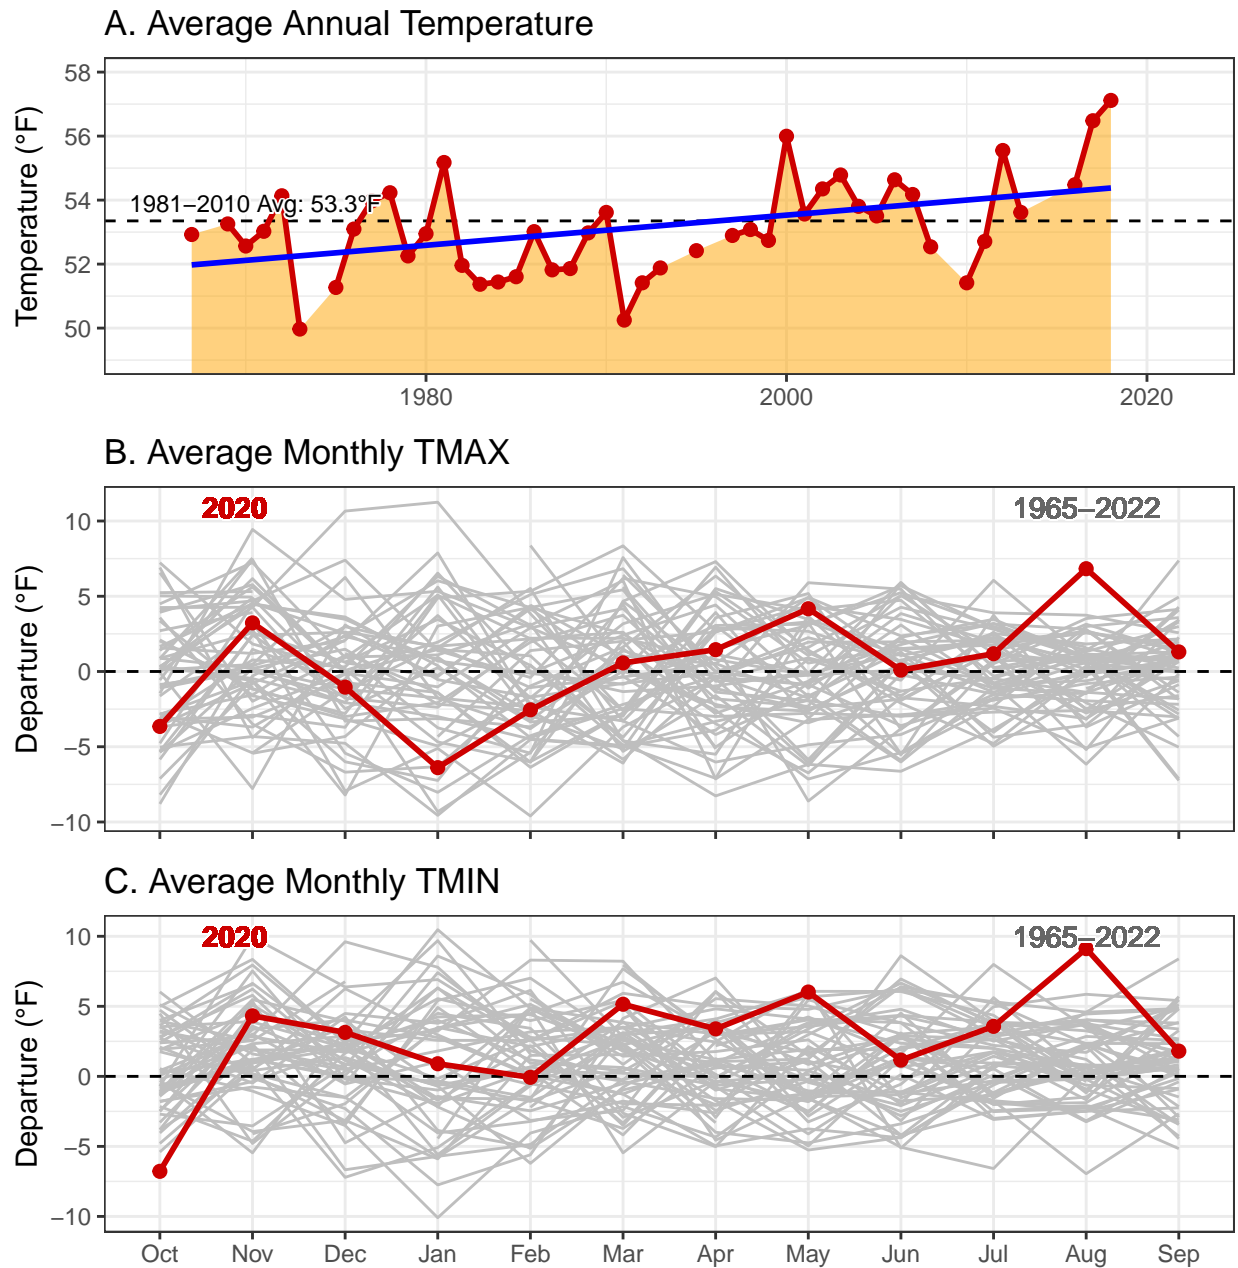 A. Average Annual Temperature
Temperature (°F)
58
56
54
52
50
1981–2010 Avg: 53.3°F
1980
2000
2020
B. Average Monthly TMAX
Departure (°F)
10
5
0
−5
−10
2020
1965–2022
C. Average Monthly TMIN
Departure (°F)
10
5
0
−5
−10
2020
1965–2022
Oct Nov Dec Jan Feb Mar Apr May Jun Jul Aug Sep